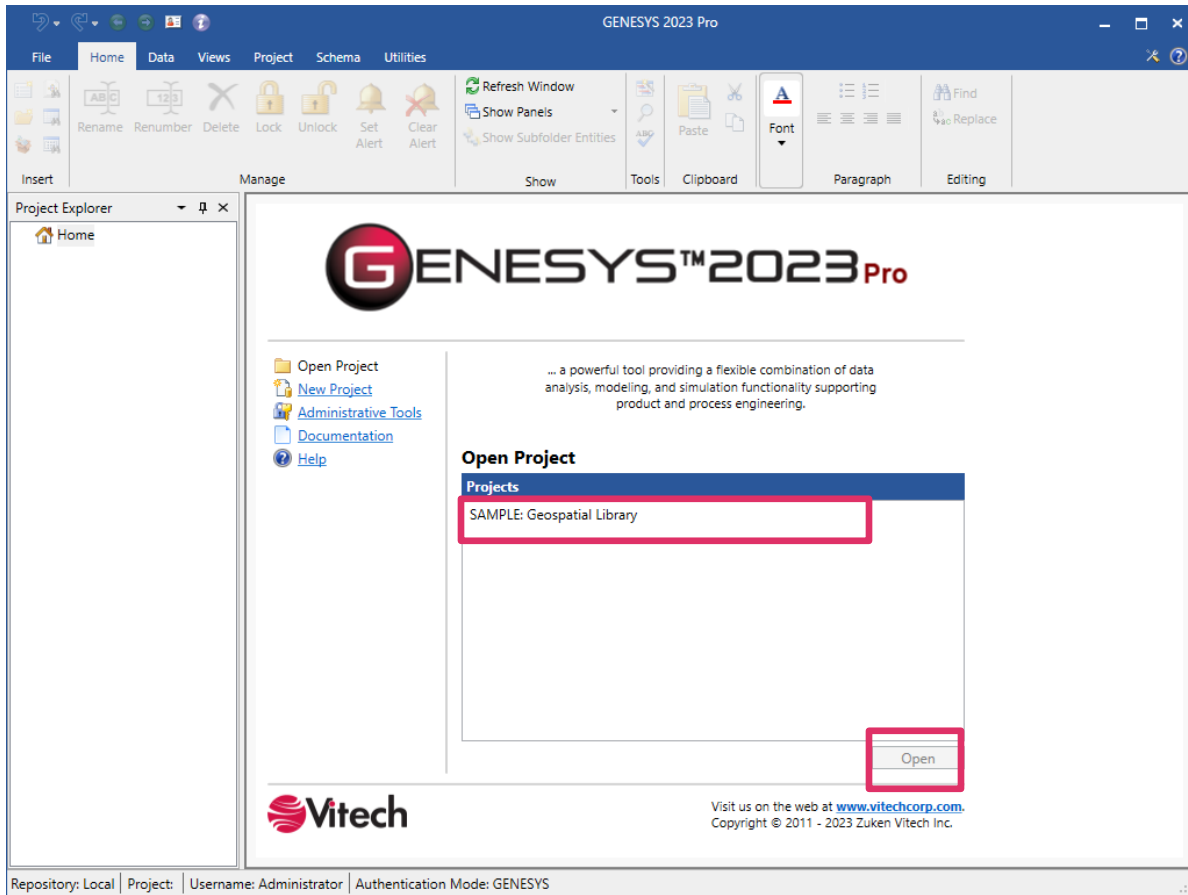 GENESYS 2023 Pro
File Home Data Views Project Schema Utilities
Refresh Window
Show Panels
Show Subfolder Entities
Rename Renumber Delete Lock Unlock Set Alert Clear Alert
Paste
Font
Find
Replace
Insert Manage Show Tools Clipboard Paragraph Editing
Project Explorer
Home
GENESYS™2023 Pro
Open Project
New Project
Administrative Tools
Documentation
Help
... a powerful tool providing a flexible combination of data
analysis, modeling, and simulation functionality supporting
product and process engineering.
Open Project
Projects
SAMPLE: Geospatial Library
Open
Vitech
Visit us on the web at www.vitechcorp.com.
Copyright © 2011 - 2023 Zuken Vitech Inc.
Repository: Local Project: Username: Administrator Authentication Mode: GENESYS